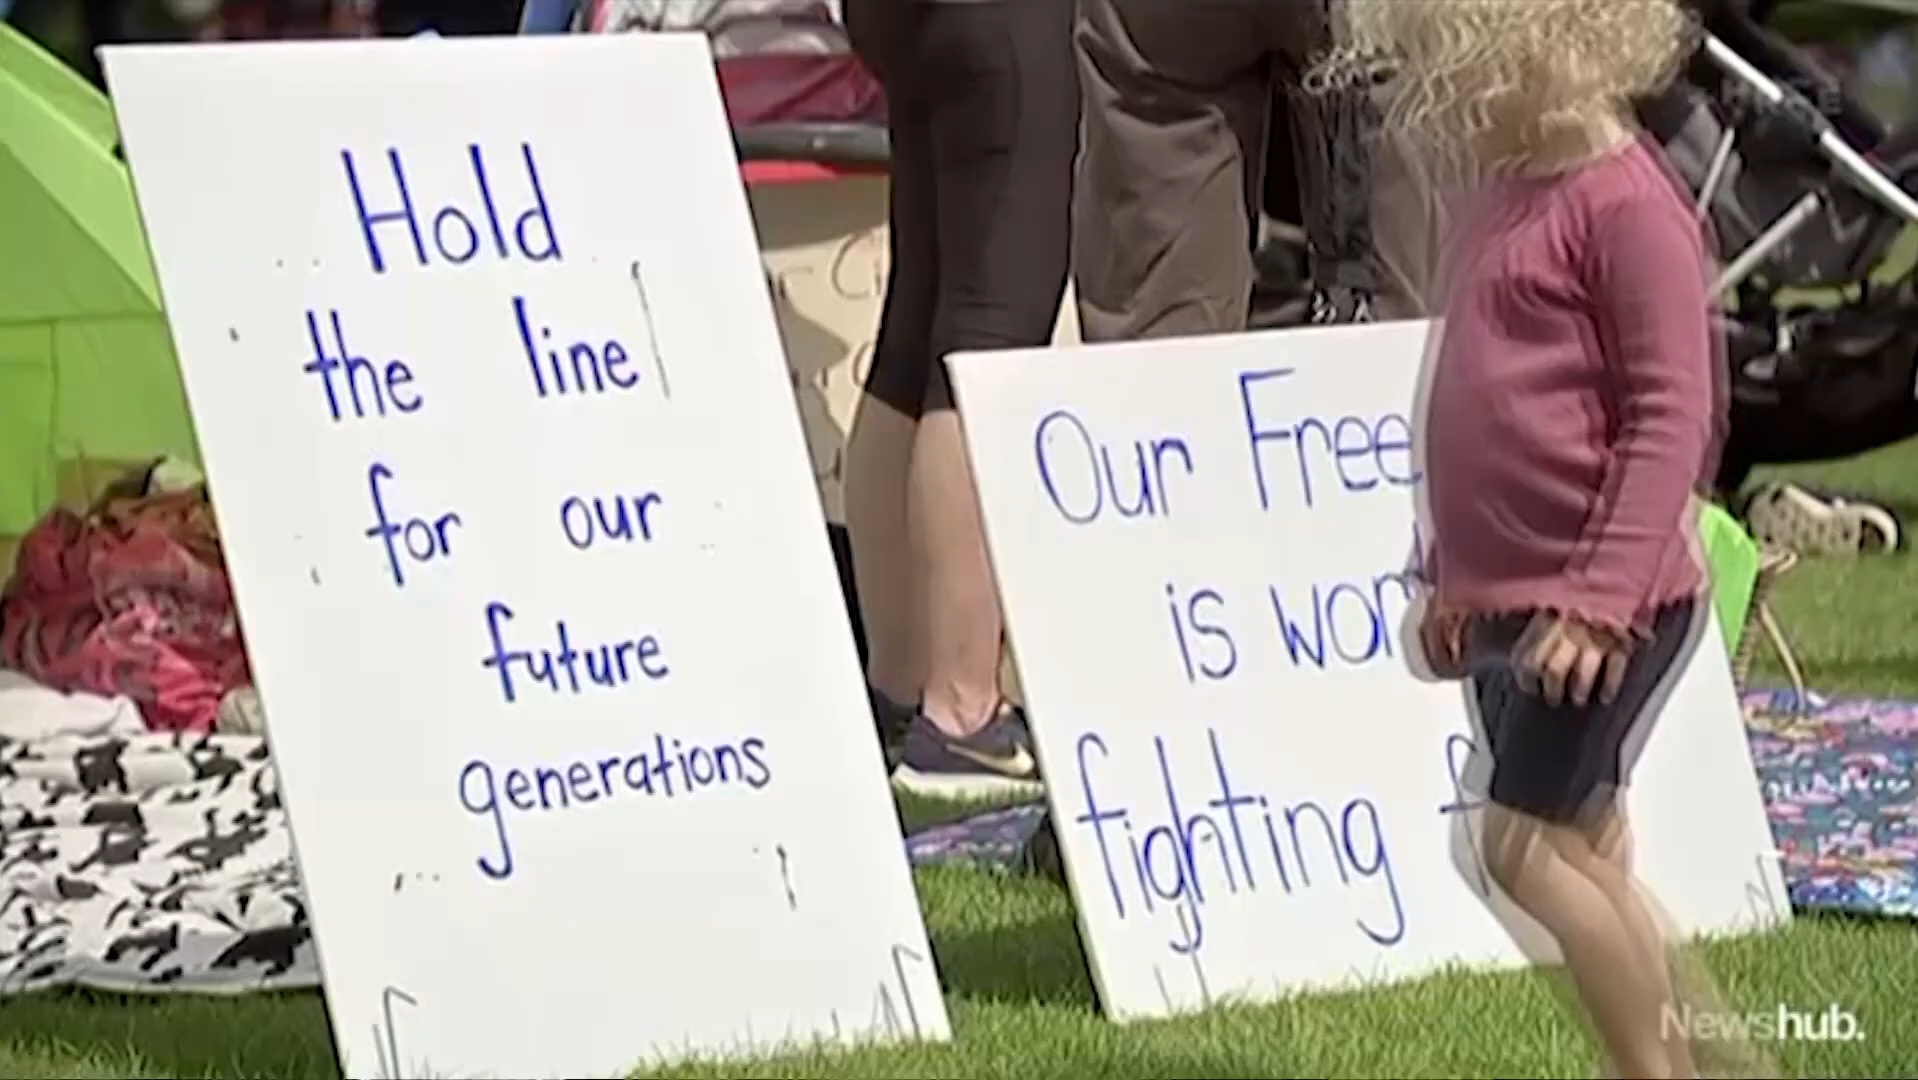 Hold
the line
for our
future
generations
Our Free
is wor
fighting f
Newshub.